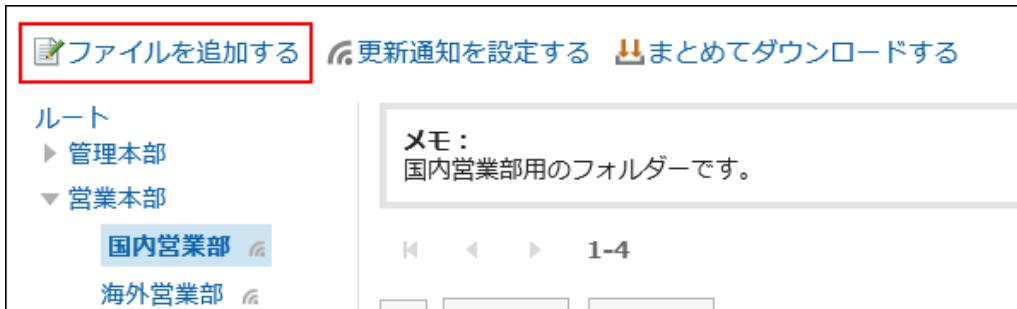 ファイルを追加する 更新通知を設定する まとめてダウンロードする
ルート
管理本部
営業本部
国内営業部
海外営業部
メモ：
国内営業部用のフォルダーです。
1-4